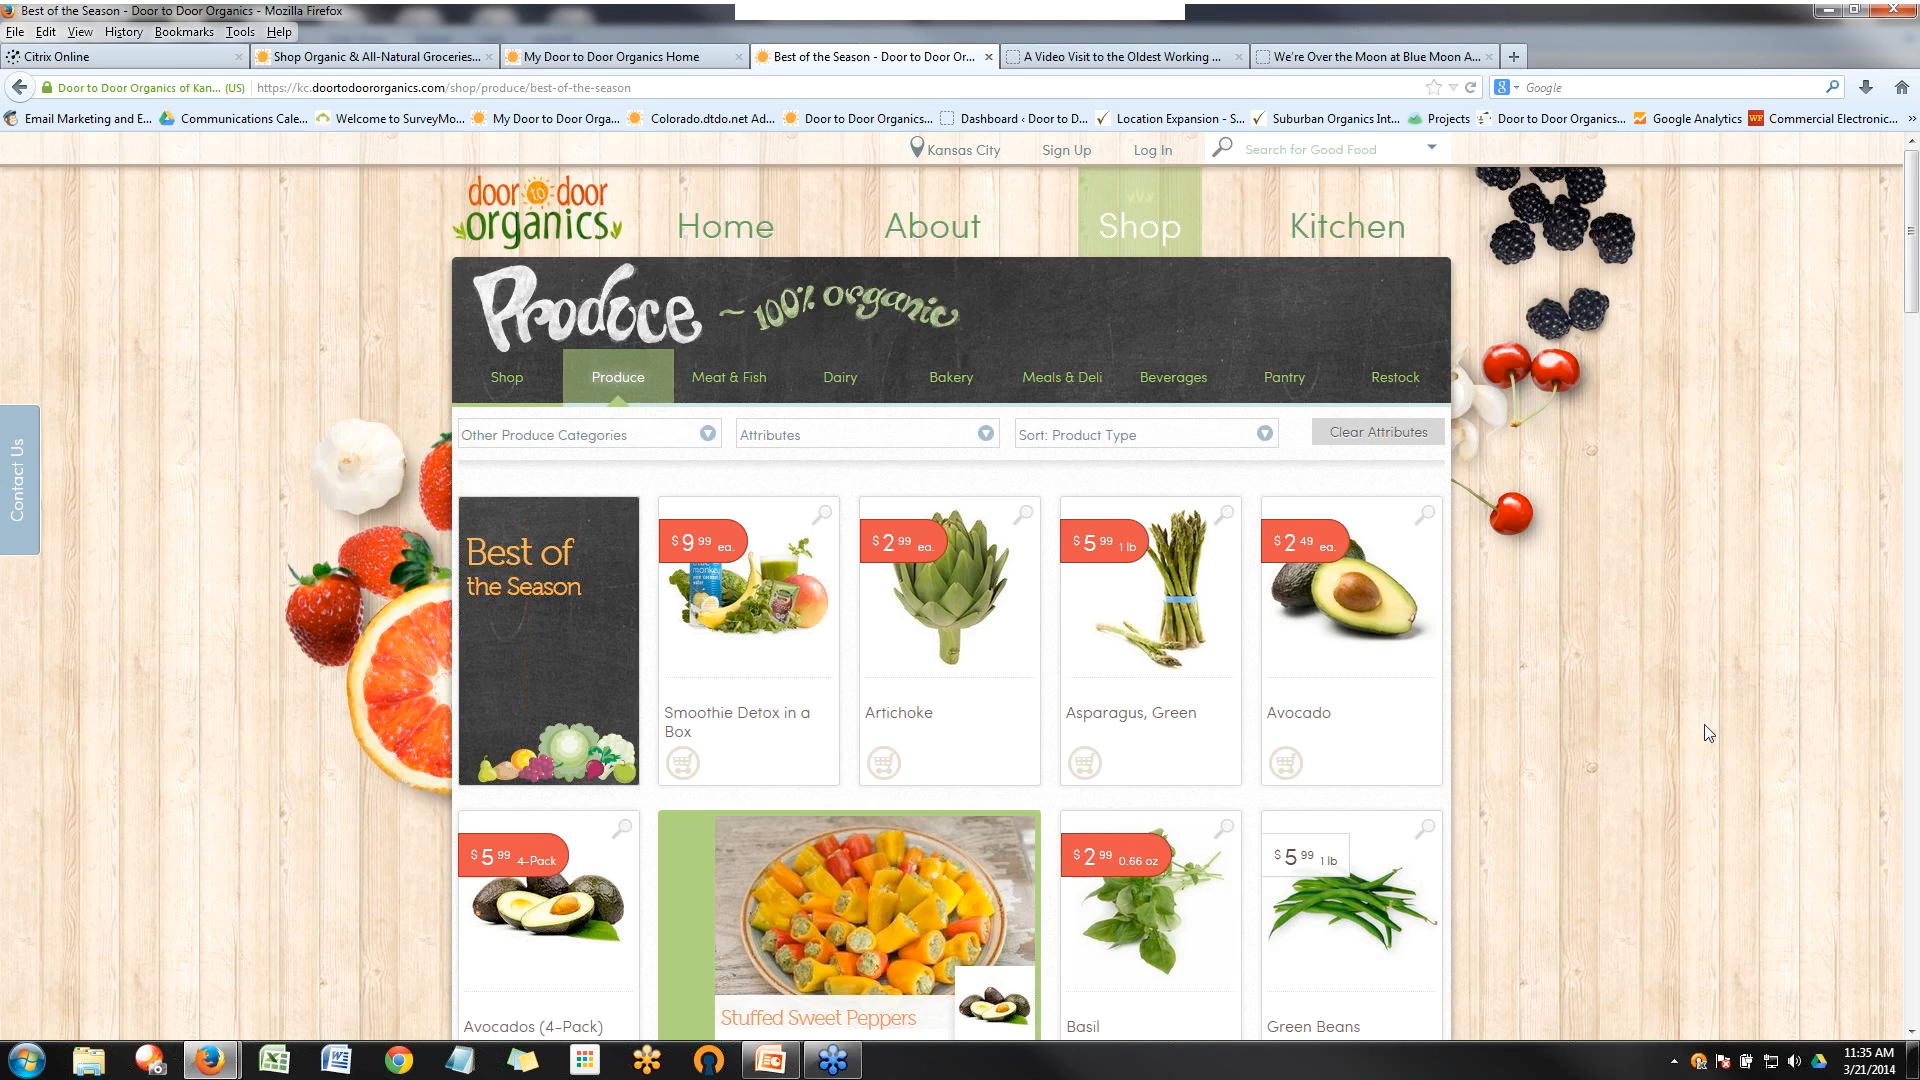 Best of the Season - Door to Door Organics - Mozilla Firefox
File Edit View History Bookmarks Tools Help
Citrix Online
Shop Organic & All-Natural Groceries...
My Door to Door Organics Home
Best of the Season - Door to Door Or...
A Video Visit to the Oldest Working ...
We're Over the Moon at Blue Moon A...
Door to Door Organics of Kan... (US)
https://kc.doortodoororganics.com/shop/produce/best-of-the-season
Google
Email Marketing and E...
Communications Cale...
Welcome to SurveyMo...
My Door to Door Orga...
Colorado.dtdo.net Ad...
Door to Door Organics...
Dashboard ‹ Door to D...
Location Expansion - S...
Suburban Organics Int...
Projects
Door to Door Organics...
Google Analytics
WF Commercial Electronic...
Kansas City Sign Up Log In Search for Good Food
door to door
organics
Home About Shop Kitchen
Produce ~ 100% organic
Shop Produce Meat & Fish Dairy Bakery Meals & Deli Beverages Pantry Restock
Other Produce Categories Attributes Sort: Product Type Clear Attributes
Contact Us
Best of
the Season
$9 99 ea.
Smoothie Detox in a
Box
$2 99 ea.
Artichoke
$5 99 1 lb
Asparagus, Green
$2 49 ea.
Avocado
$5 99 4-Pack
Avocados (4-Pack)
Stuffed Sweet Peppers
$2 99 0.66 oz
Basil
$5 99 1 lb
Green Beans
11:35 AM
3/21/2014